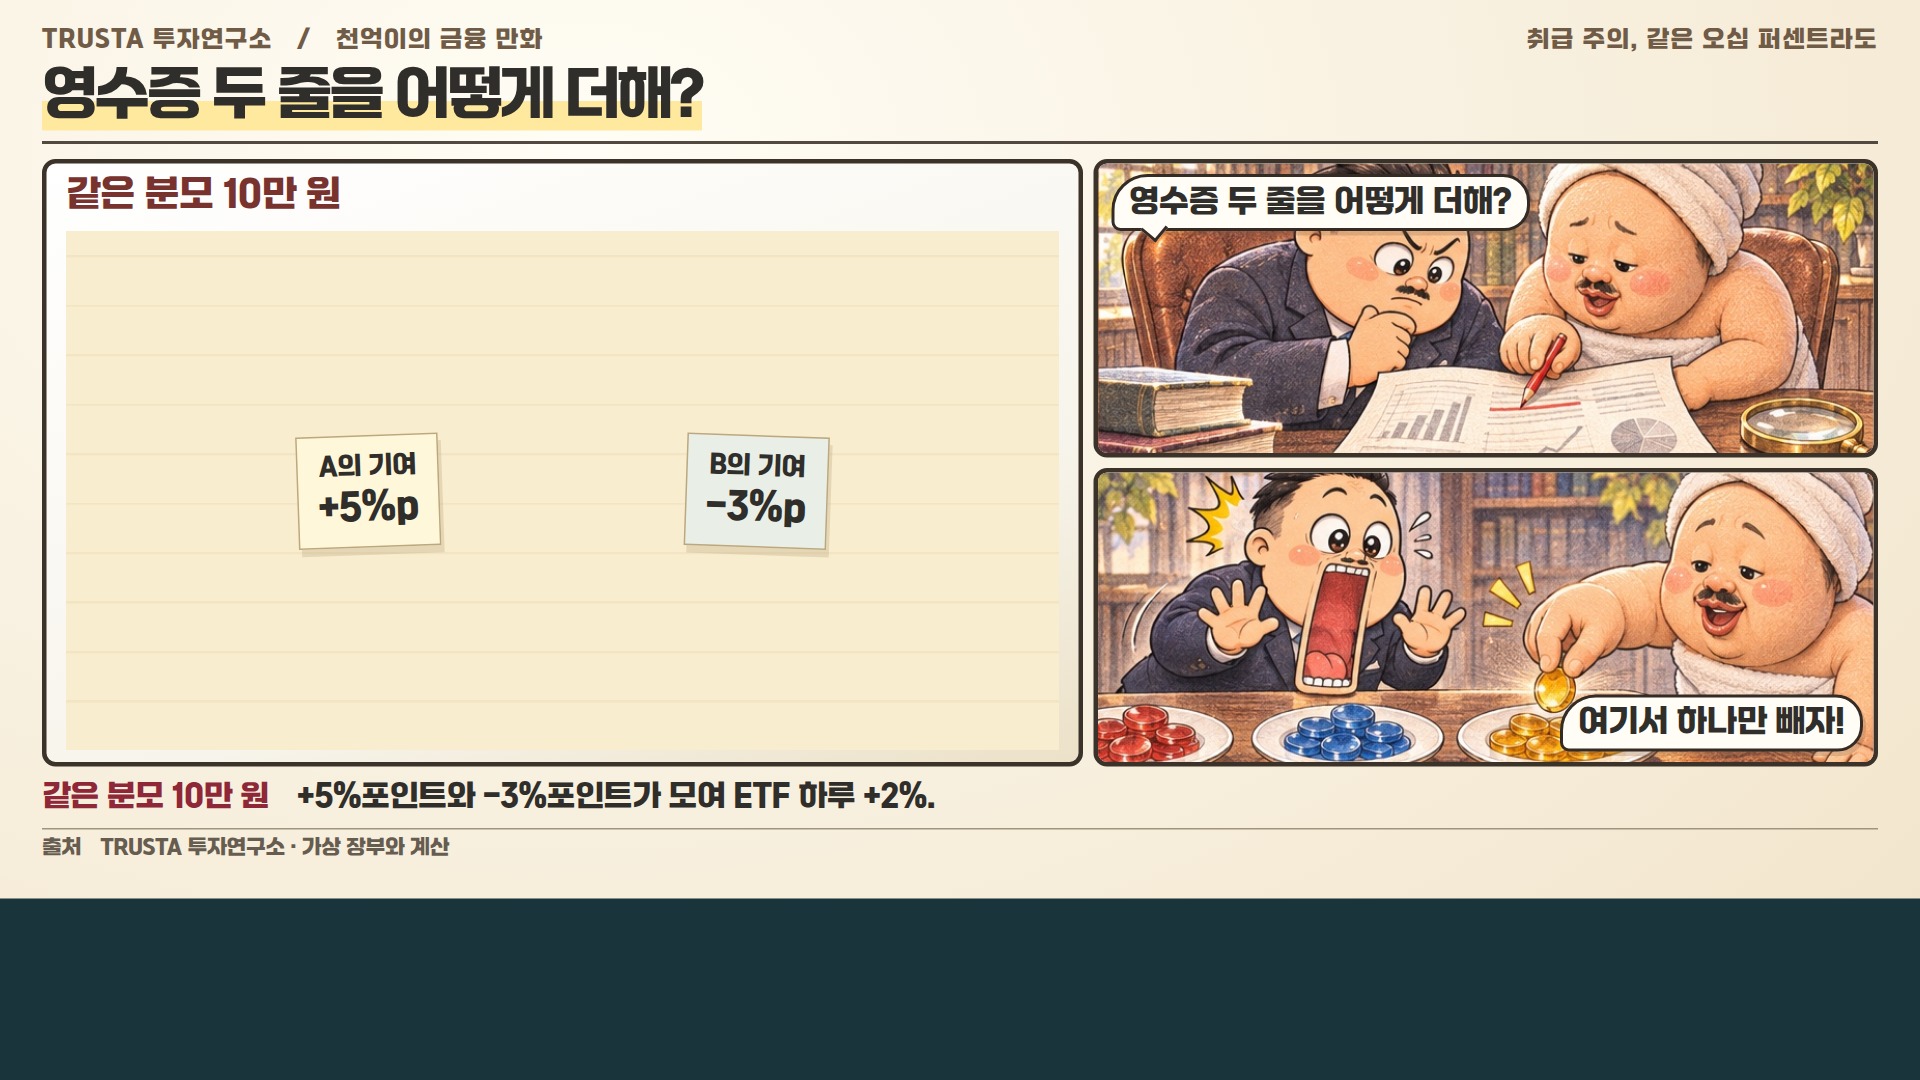 TRUSTA 투자연구소 / 천억이의 금융 만화
취급 주의, 같은 오십 퍼센트라도
영수증 두 줄을 어떻게 더해?
같은 분모 10만 원
A의 기여
+5%p
B의 기여
−3%p
영수증 두 줄을 어떻게 더해?
여기서 하나만 빼자!
같은 분모 10만 원 +5%포인트와 −3%포인트가 모여 ETF 하루 +2%.
출처 TRUSTA 투자연구소 · 가상 장부와 계산